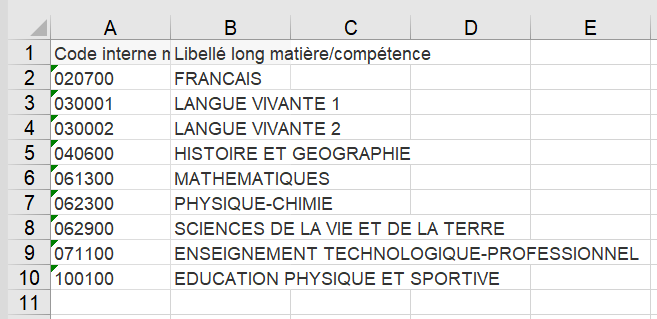 A B C D E
1 Code interne m Libellé long matière/compétence
2 020700 FRANCAIS
3 030001 LANGUE VIVANTE 1
4 030002 LANGUE VIVANTE 2
5 040600 HISTOIRE ET GEOGRAPHIE
6 061300 MATHEMATIQUES
7 062300 PHYSIQUE-CHIMIE
8 062900 SCIENCES DE LA VIE ET DE LA TERRE
9 071100 ENSEIGNEMENT TECHNOLOGIQUE-PROFESSIONNEL
10 100100 EDUCATION PHYSIQUE ET SPORTIVE
11